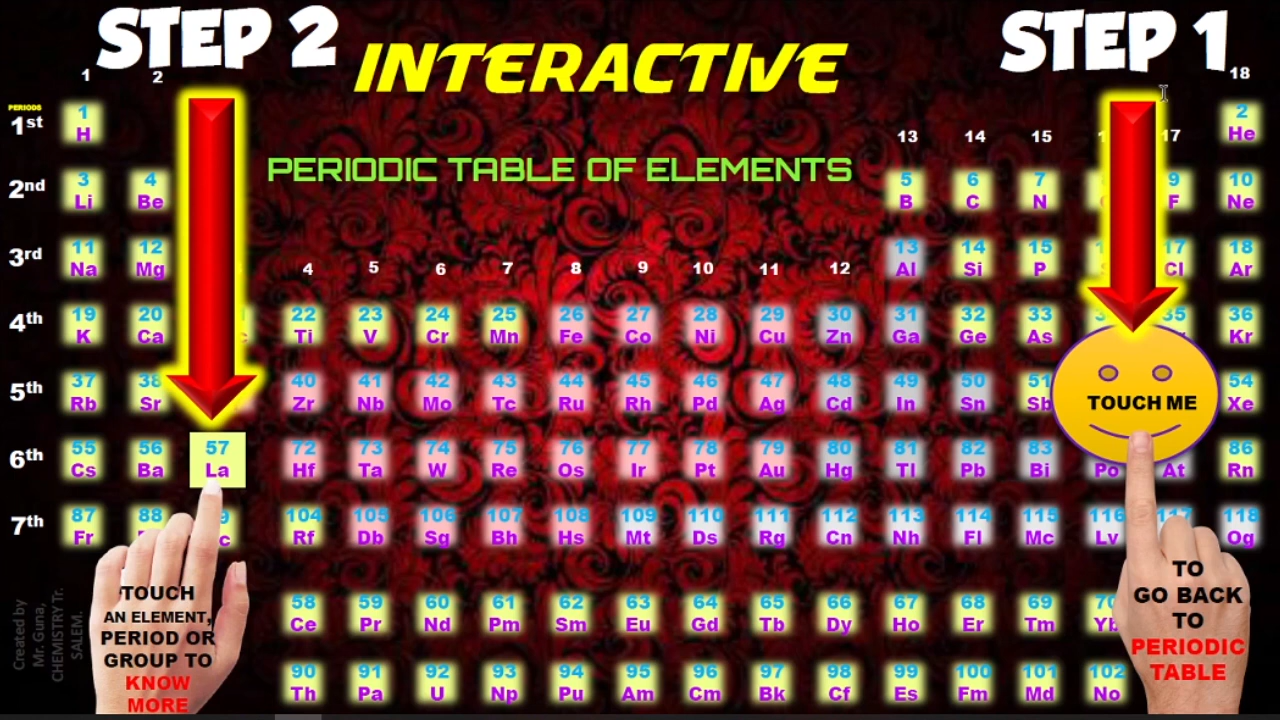 STEP 2
STEP 1
INTERACTIVE
PERIODIC TABLE OF ELEMENTS
1
2
18
PERIODS
1st
1
H
2
He
13 14 15 17
2nd
3 4 5 6 7 9 10
Li Be B C N F Ne
3rd
11 12 13 14 15 17 18
Na Mg Al Si P Cl Ar
4 5 6 7 8 9 10 11 12
4th
19 20 22 23 24 25 26 27 28 29 30 31 32 33 35 36
K Ca Ti V Cr Mn Fe Co Ni Cu Zn Ga Ge As Kr
5th
37 38 40 41 42 43 44 45 46 47 48 49 50 51 54
Rb Sr Zr Nb Mo Tc Ru Rh Pd Ag Cd In Sn Sb Xe
TOUCH ME
6th
55 56 57 72 73 74 75 76 77 78 79 80 81 82 83 86
Cs Ba La Hf Ta W Re Os Ir Pt Au Hg Tl Pb Bi Po At Rn
7th
87 88 104 105 106 107 108 109 110 111 112 113 114 115 116 117 118
Fr Rf Db Sg Bh Hs Mt Ds Rg Cn Nh Fl Mc Lv Og
58 59 60 61 62 63 64 65 66 67 68 69 70
Ce Pr Nd Pm Sm Eu Gd Tb Dy Ho Er Tm Yb
90 91 92 93 94 95 96 97 98 99 100 101 102
Th Pa U Np Pu Am Cm Bk Cf Es Fm Md No
Created by
Mr. Guna,
CHEMISTRY Tr.
SALEM.
TOUCH
AN ELEMENT,
PERIOD OR
GROUP TO
KNOW
MORE
TO
GO BACK
TO
PERIODIC
TABLE